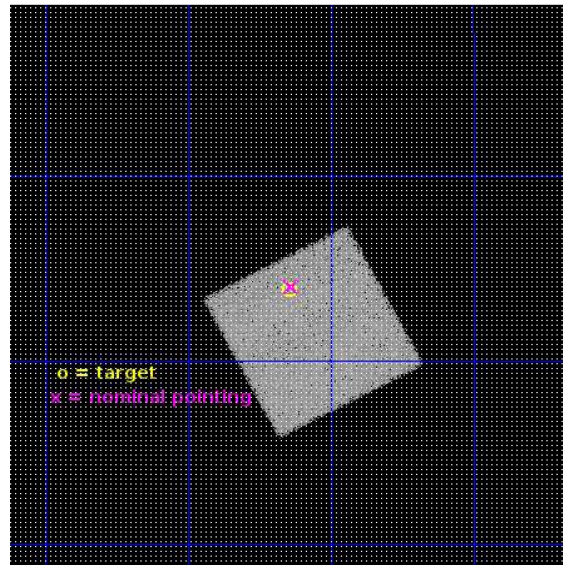 o = target
x = nominal pointing